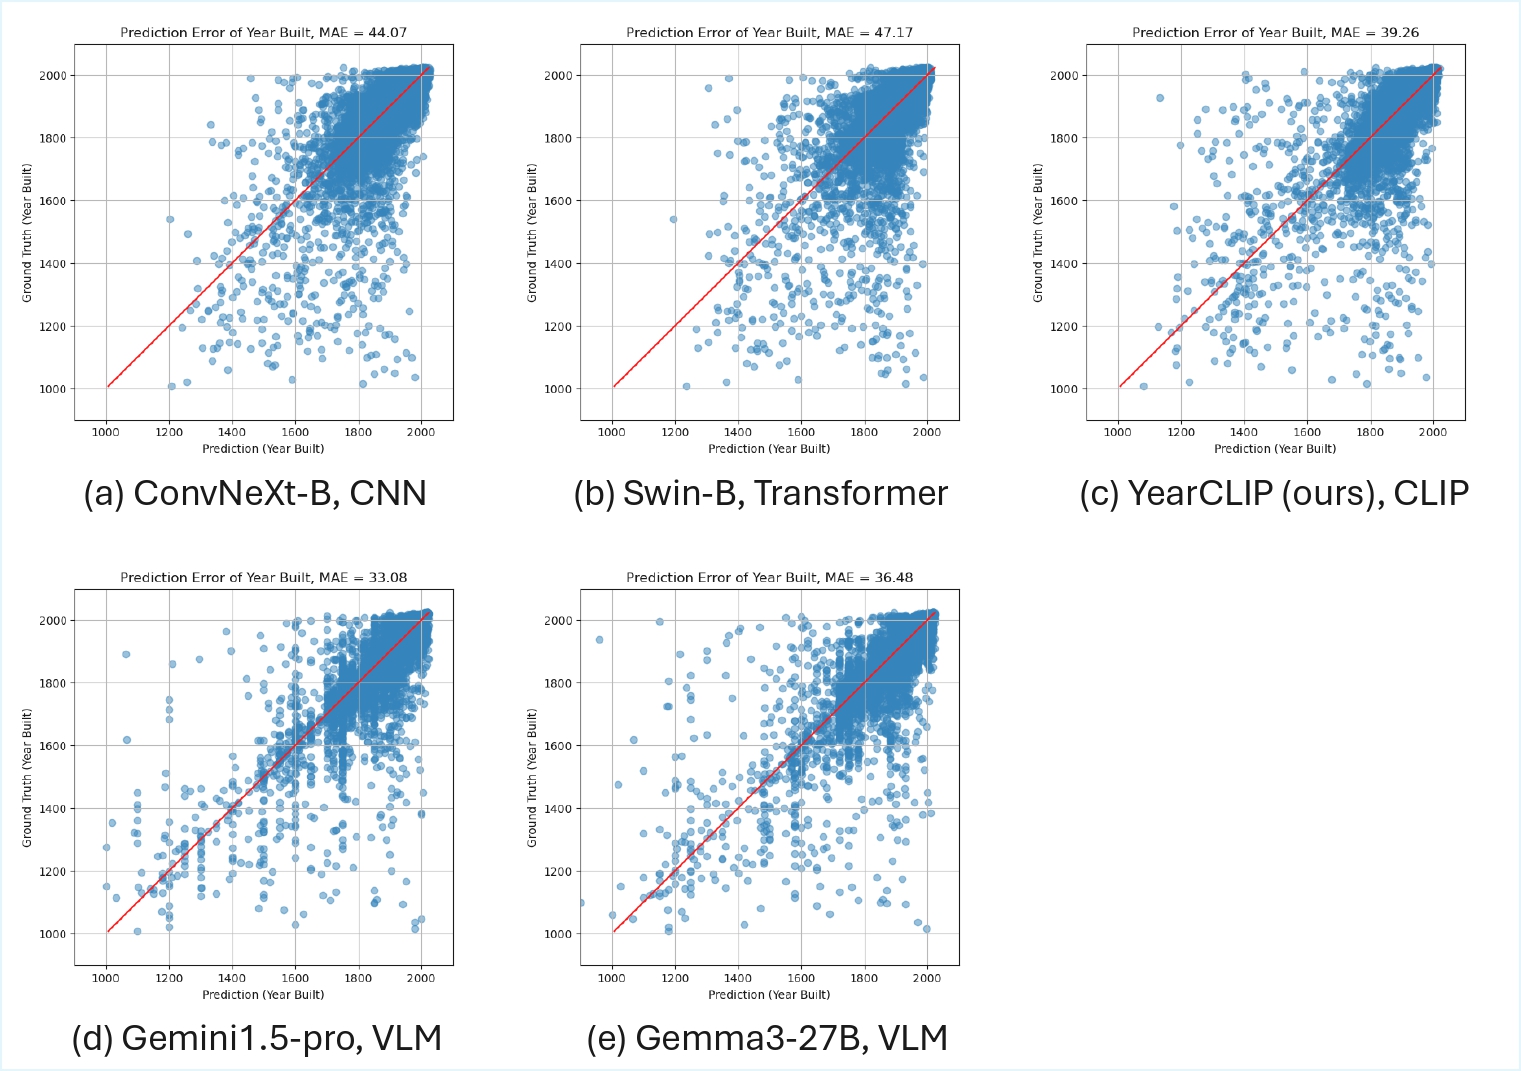 Prediction Error of Year Built, MAE = 44.07
Ground Truth (Year Built)
2000
1800
1600
1400
1200
1000
1000 1200 1400 1600 1800 2000
Prediction (Year Built)
(a) ConvNeXt-B, CNN
Prediction Error of Year Built, MAE = 47.17
Ground Truth (Year Built)
2000
1800
1600
1400
1200
1000
1000 1200 1400 1600 1800 2000
Prediction (Year Built)
(b) Swin-B, Transformer
Prediction Error of Year Built, MAE = 39.26
Ground Truth (Year Built)
2000
1800
1600
1400
1200
1000
1000 1200 1400 1600 1800 2000
Prediction (Year Built)
(c) YearCLIP (ours), CLIP
Prediction Error of Year Built, MAE = 33.08
Ground Truth (Year Built)
2000
1800
1600
1400
1200
1000
1000 1200 1400 1600 1800 2000
Prediction (Year Built)
(d) Gemini1.5-pro, VLM
Prediction Error of Year Built, MAE = 36.48
Ground Truth (Year Built)
2000
1800
1600
1400
1200
1000
1000 1200 1400 1600 1800 2000
Prediction (Year Built)
(e) Gemma3-27B, VLM